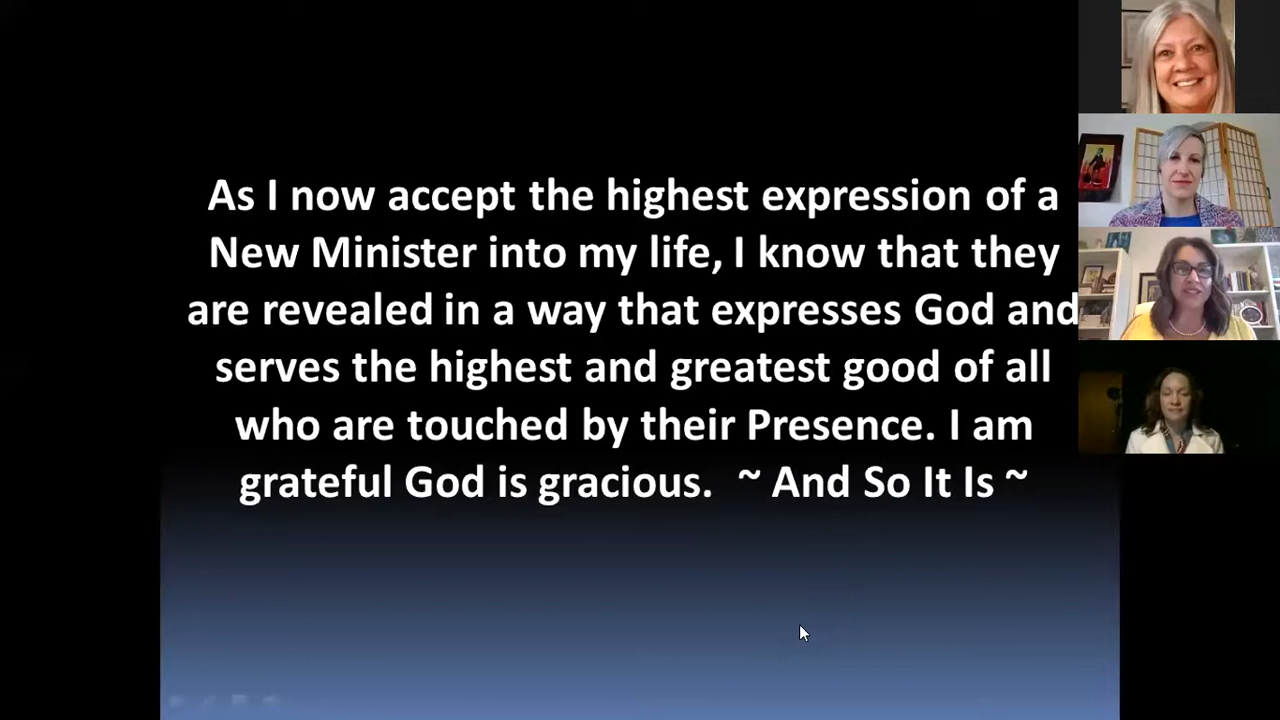 As I now accept the highest expression of a
New Minister into my life, I know that they
are revealed in a way that expresses God and
serves the highest and greatest good of all
who are touched by their Presence. I am
grateful God is gracious.  ~ And So It Is ~